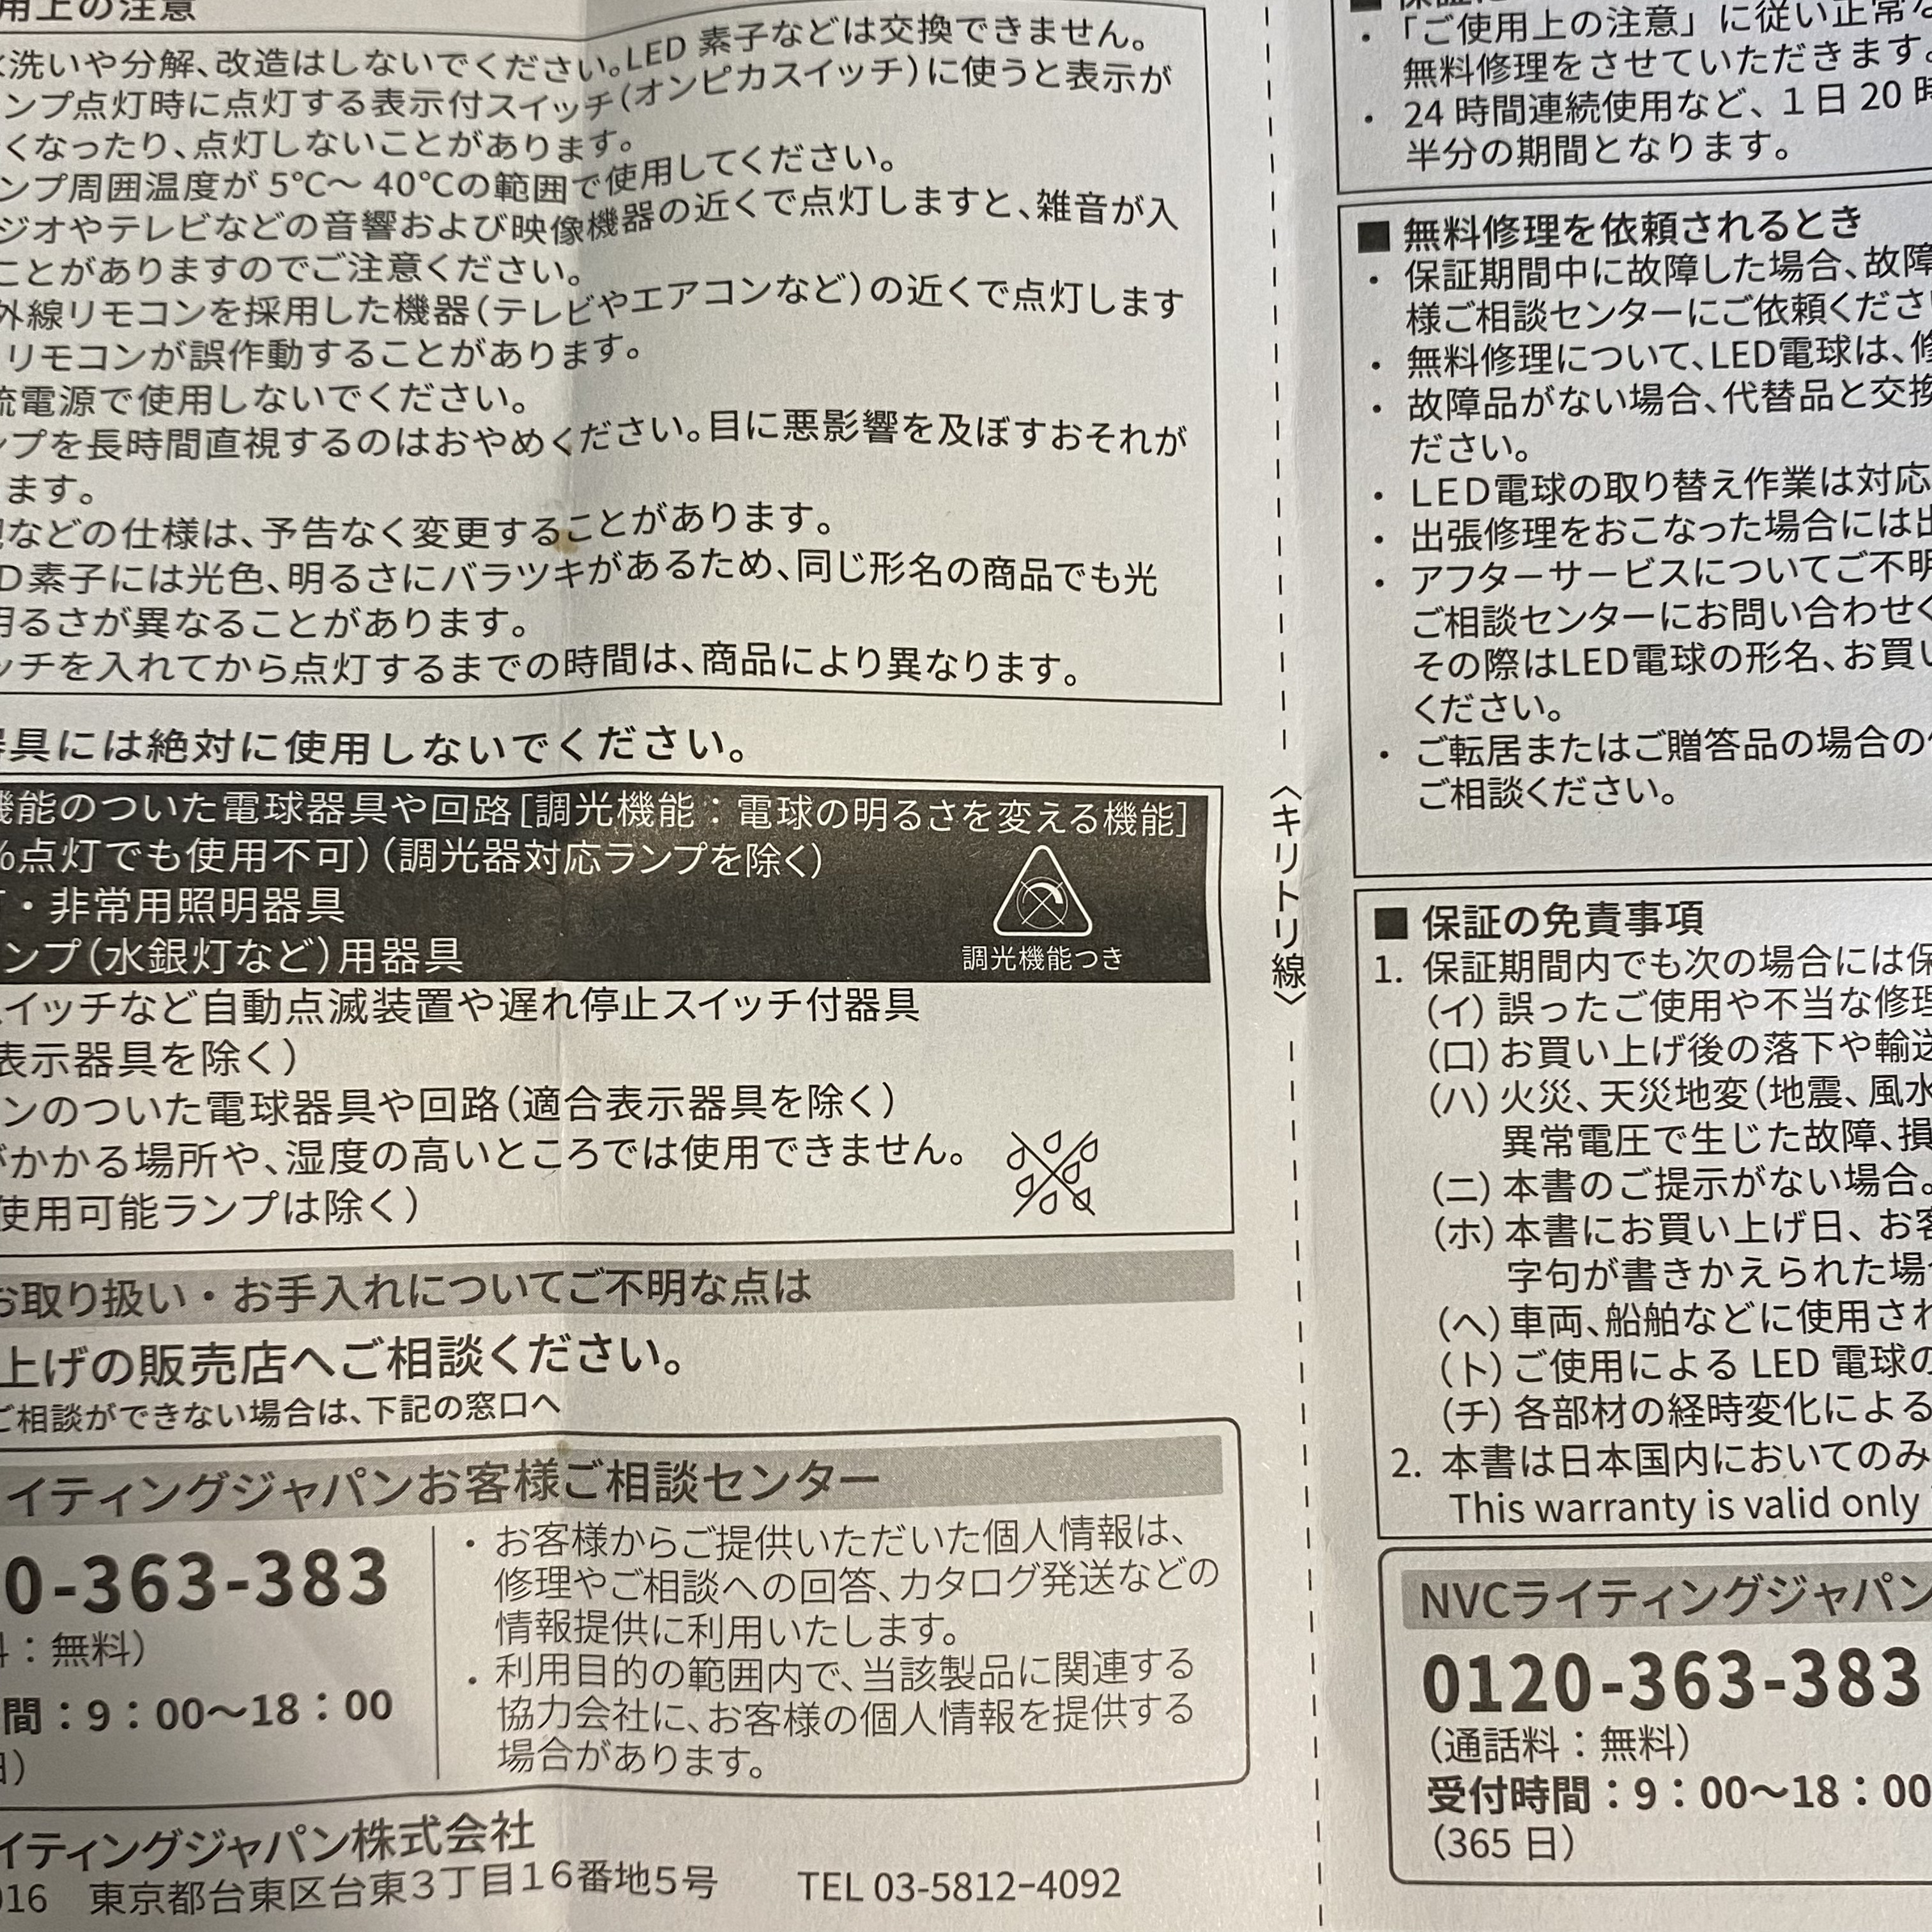 用上の注意
水洗いや分解、改造はしないでください。LED 素子などは交換できません。
ンプ点灯時に点灯する表示付スイッチ(オンピカスイッチ)に使うと表示が
くなったり、点灯しないことがあります。
ンプ周囲温度が 5℃〜 40℃の範囲で使用してください。
ジオやテレビなどの音響および映像機器の近くで点灯しますと、雑音が入
ことがありますのでご注意ください。
外線リモコンを採用した機器(テレビやエアコンなど)の近くで点灯します
リモコンが誤作動することがあります。
流電源で使用しないでください。
ンプを長時間直視するのはおやめください。目に悪影響を及ぼすおそれが
ます。
などの仕様は、予告なく変更することがあります。
D素子には光色、明るさにバラツキがあるため、同じ形名の商品でも光
明るさが異なることがあります。
ッチを入れてから点灯するまでの時間は、商品により異なります。
器具には絶対に使用しないでください。
機能のついた電球器具や回路[調光機能：電球の明るさを変える機能]
%点灯でも使用不可)(調光器対応ランプを除く)
・非常用照明器具
ンプ(水銀灯など)用器具
調光機能つき
スイッチなど自動点滅装置や遅れ停止スイッチ付器具
表示器具を除く)
ンのついた電球器具や回路(適合表示器具を除く)
がかかる場所や、湿度の高いところでは使用できません。
使用可能ランプは除く)
お取り扱い・お手入れについてご不明な点は
上げの販売店へご相談ください。
ご相談ができない場合は、下記の窓口へ
イティングジャパンお客様ご相談センター
0-363-383
料：無料)
間：9：00〜18：00
日)
・お客様からご提供いただいた個人情報は、
修理やご相談への回答、カタログ発送などの
情報提供に利用いたします。
・利用目的の範囲内で、当該製品に関連する
協力会社に、お客様の個人情報を提供する
場合があります。
イティングジャパン株式会社
016 東京都台東区台東3丁目16番地5号 TEL 03-5812-4092
〈キリトリ線〉
・「ご使用上の注意」に従い正常な
無料修理をさせていただきます。
・24 時間連続使用など、1日 20 時
半分の期間となります。
■ 無料修理を依頼されるとき
・保証期間中に故障した場合、故障
様ご相談センターにご依頼くださ
・無料修理について、LED電球は、修
・故障品がない場合、代替品と交換
ださい。
・LED電球の取り替え作業は対応
・出張修理をおこなった場合には出
・アフターサービスについてご不明
ご相談センターにお問い合わせく
その際はLED電球の形名、お買い
ください。
・ご転居またはご贈答品の場合の
ご相談ください。
■ 保証の免責事項
1. 保証期間内でも次の場合には保
(イ) 誤ったご使用や不当な修理
(ロ) お買い上げ後の落下や輸送
(ハ) 火災、天災地変(地震、風水
異常電圧で生じた故障、損
(ニ) 本書のご提示がない場合。
(ホ) 本書にお買い上げ日、お客
字句が書きかえられた場合
(ヘ) 車両、船舶などに使用され
(ト) ご使用による LED 電球の
(チ) 各部材の経時変化による
2. 本書は日本国内においてのみ
This warranty is valid only
NVCライティングジャパン
0120-363-383
(通話料：無料)
受付時間：9：00〜18：00
(365 日)